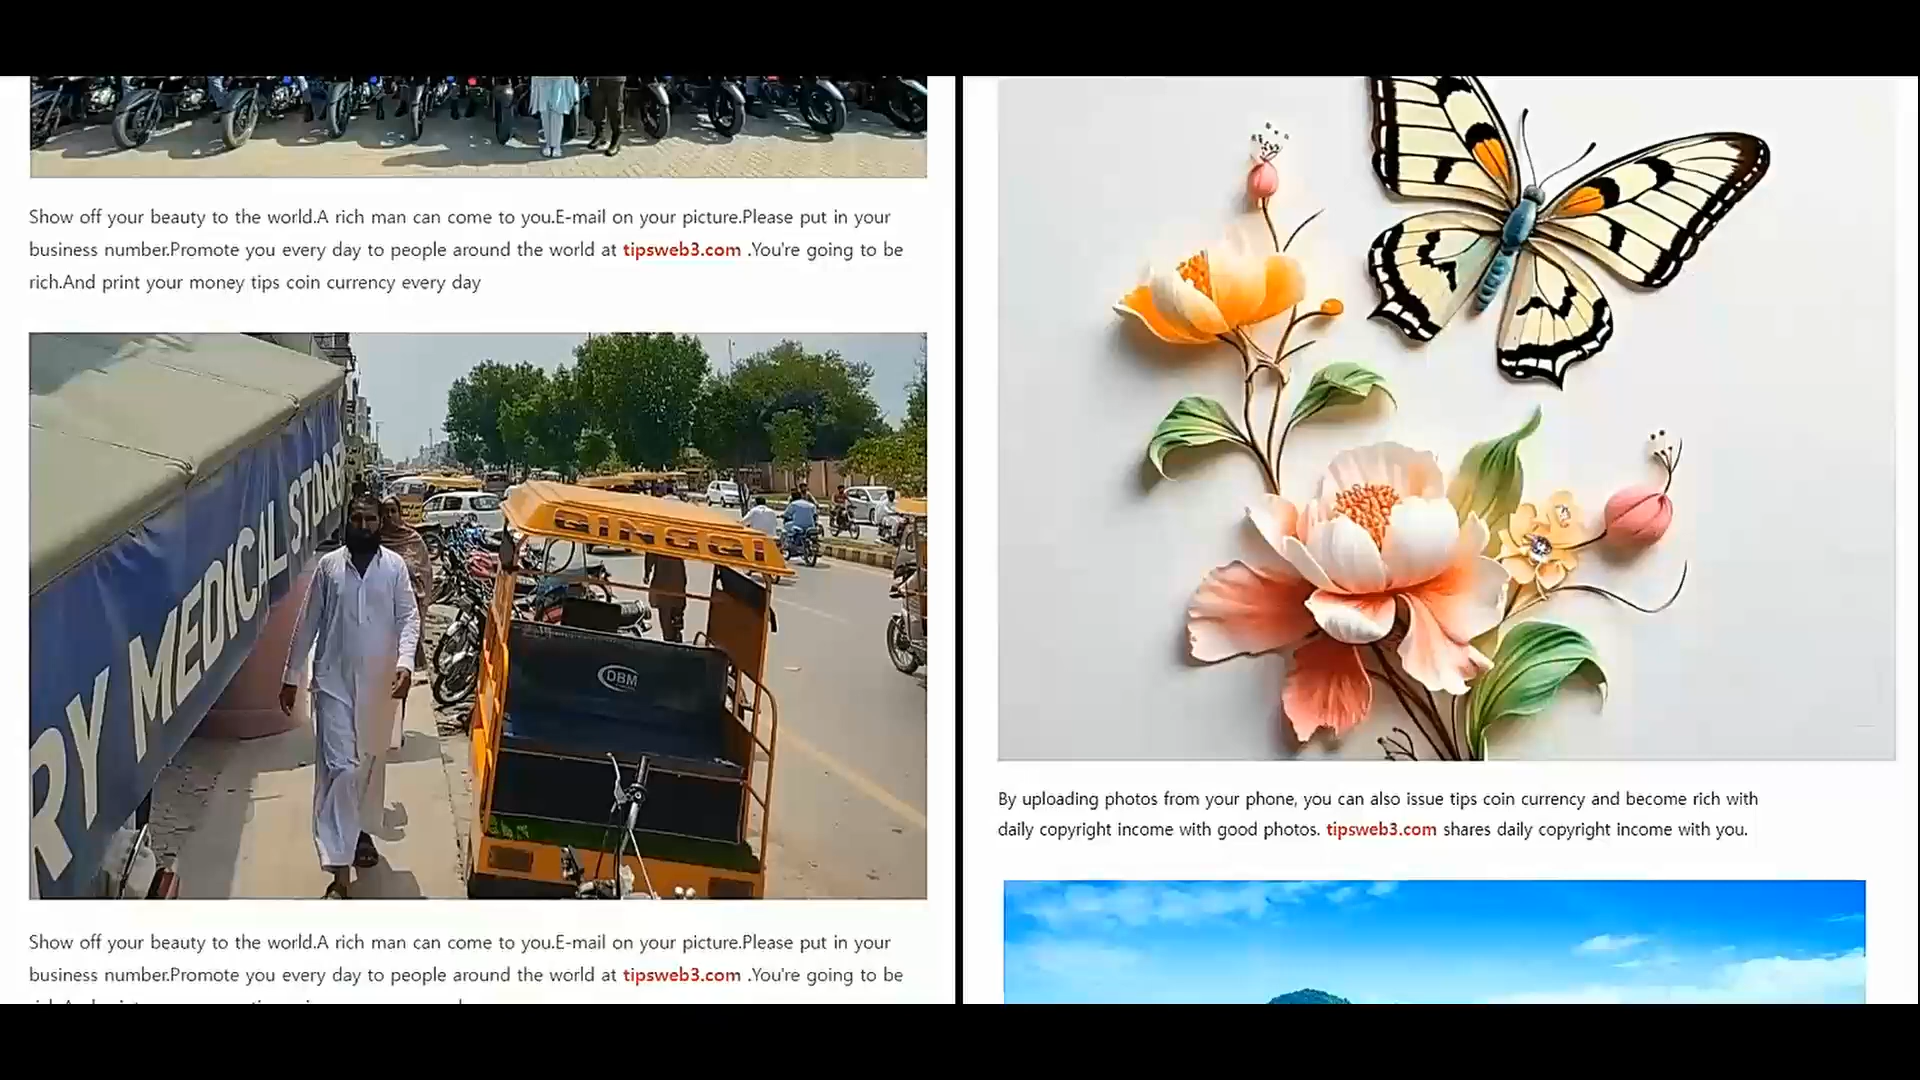 Show off your beauty to the world.A rich man can come to you.E-mail on your picture.Please put in your
business number.Promote you every day to people around the world at tipsweb3.com .You're going to be
rich.And print your money tips coin currency every day
RY MEDICAL STORE
GINGGI
DBM
Show off your beauty to the world.A rich man can come to you.E-mail on your picture.Please put in your
business number.Promote you every day to people around the world at tipsweb3.com .You're going to be
By uploading photos from your phone, you can also issue tips coin currency and become rich with
daily copyright income with good photos. tipsweb3.com shares daily copyright income with you.